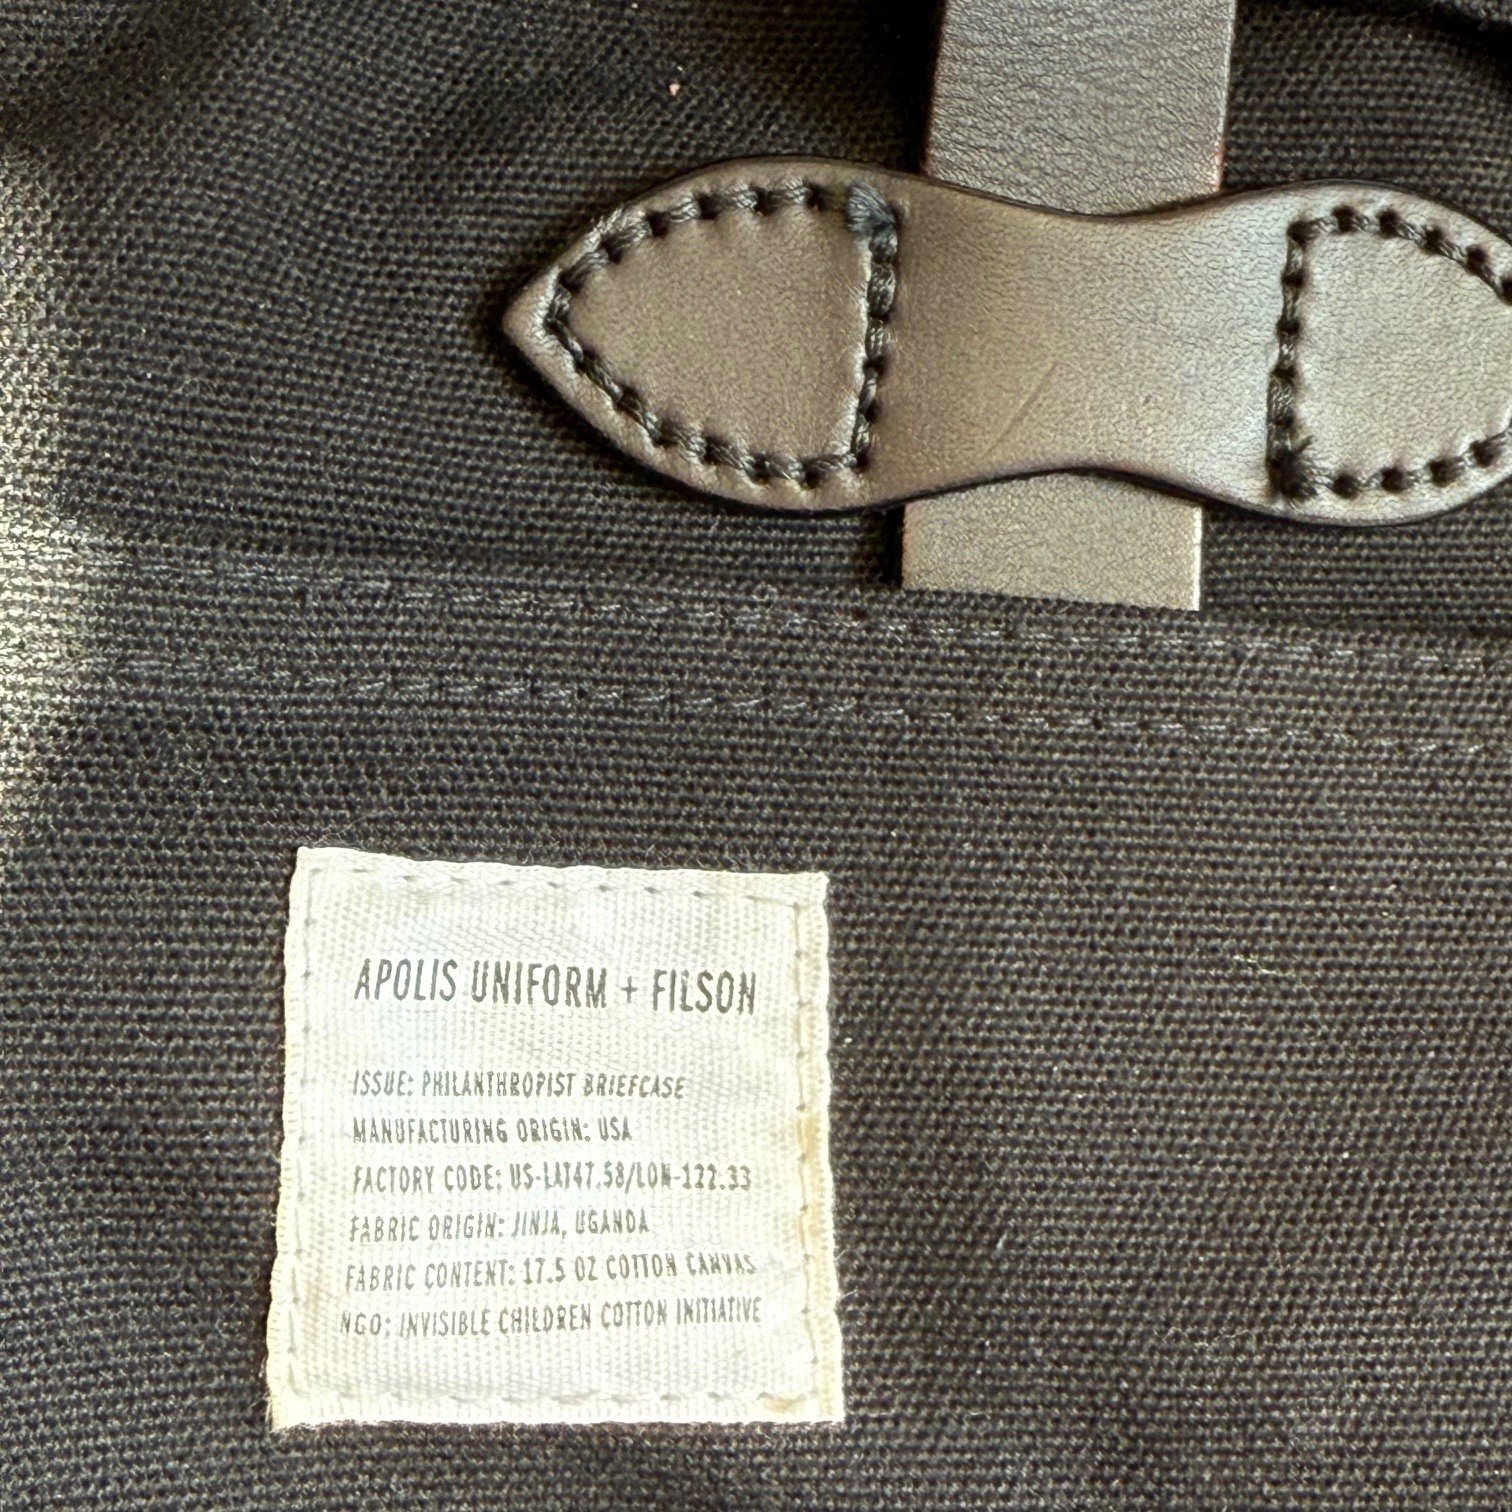 APOLIS UNIFORM + FILSON
ISSUE: PHILANTHROPIST BRIEFCASE
MANUFACTURING ORIGIN: USA
FACTORY CODE: US-LAT47.58/LON-122.33
FABRIC ORIGIN: JINJA, UGANDA
FABRIC CONTENT: 17.5 OZ COTTON CANVAS
NGO: INVISIBLE CHILDREN COTTON INITIATIVE